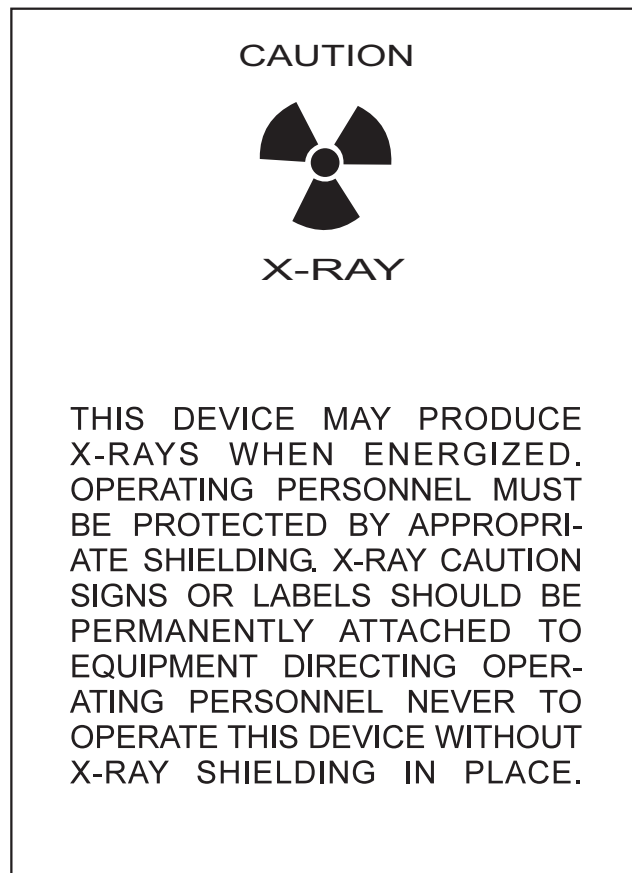 CAUTION
X-RAY
THIS DEVICE MAY PRODUCE
X-RAYS WHEN ENERGIZED.
OPERATING PERSONNEL MUST
BE PROTECTED BY APPROPRI-
ATE SHIELDING. X-RAY CAUTION
SIGNS OR LABELS SHOULD BE
PERMANENTLY ATTACHED TO
EQUIPMENT DIRECTING OPER-
ATING PERSONNEL NEVER TO
OPERATE THIS DEVICE WITHOUT
X-RAY SHIELDING IN PLACE.